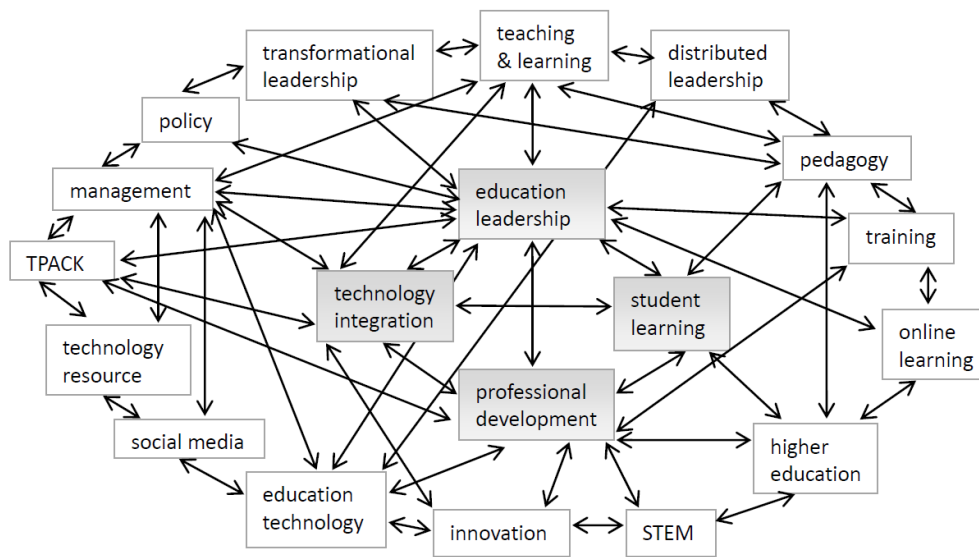 transformational
leadership
teaching
& learning
distributed
leadership
policy
pedagogy
management
education
leadership
training
TPACK
technology
integration
student
learning
online
learning
technology
resource
professional
development
social media
higher
education
education
technology
innovation
STEM